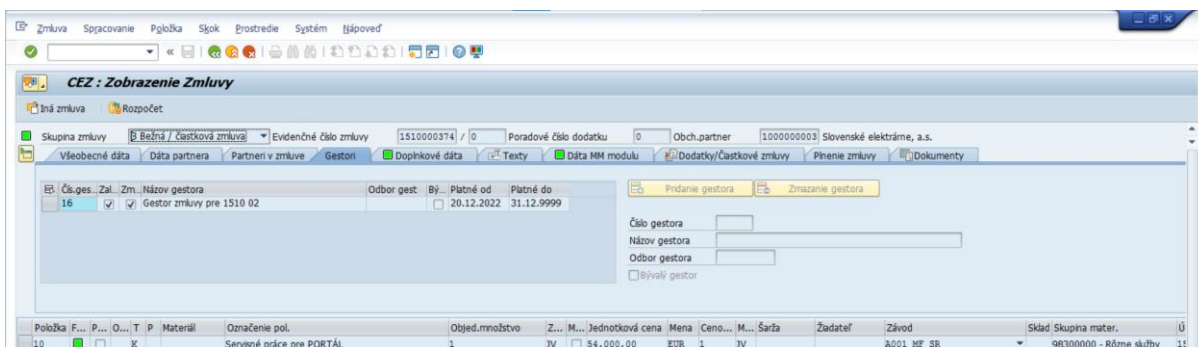 Zmluva Spracovanie Položka Skok Prostredie Systém Nápoveď
CEZ : Zobrazenie Zmluvy
Iná zmluva Rozpočet
Skupina zmluvy B Bežná / čiastková zmluva Evidenčné číslo zmluvy 1510000374 / 0 Poradové číslo dodatku 0 Obch.partner 1000000003 Slovenské elektrárne, a.s.
Všeobecné dáta Dáta partnera Partneri v zmluve Gestori Doplnkové dáta Texty Dáta MM modulu Dodatky/Čiastkové zmluvy Plnenie zmluvy Dokumenty
Čís.ges... Zal... Zm... Názov gestora Odbor gest Bý... Platné od Platné do Pridanie gestora Zmazanie gestora
16 Gestor zmluvy pre 1510 02 20.12.2022 31.12.9999
Číslo gestora
Názov gestora
Odbor gestora
Bývalý gestor
Položka F... P... O... T P Materiál Označenie pol. Objed.množstvo Z... M... Jednotková cena Mena Ceno... M... Šarža Žiadateľ Závod Sklad Skupina mater. Ú
10 K Servisné práce pre PORTÁL 1 JV 54.000,00 EUR 1 JV A001 MF SR 98300000 - Rôzne služby 15